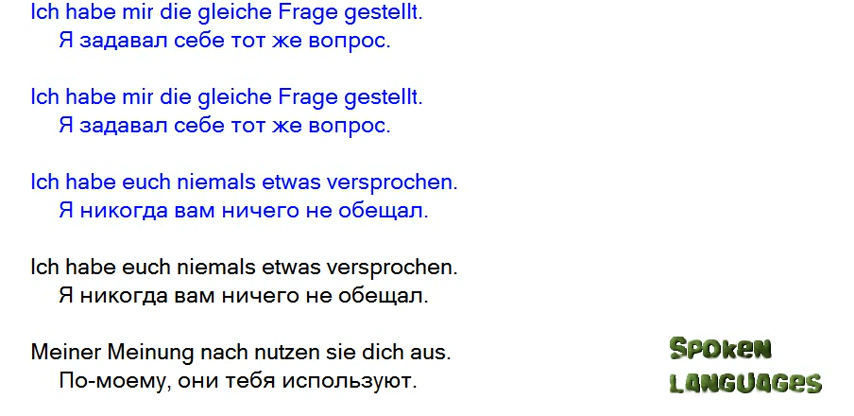 Ich habe mir die gleiche Frage gestellt.
Я задавал себе тот же вопрос.
Ich habe mir die gleiche Frage gestellt.
Я задавал себе тот же вопрос.
Ich habe euch niemals etwas versprochen.
Я никогда вам ничего не обещал.
Ich habe euch niemals etwas versprochen.
Я никогда вам ничего не обещал.
Meiner Meinung nach nutzen sie dich aus.
По-моему, они тебя используют.
Spoken
Languages